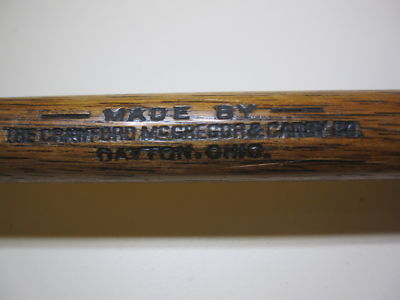 — MADE BY —
THE CRAWFORD, MCGREGOR & CANBY CO.
DAYTON, OHIO.